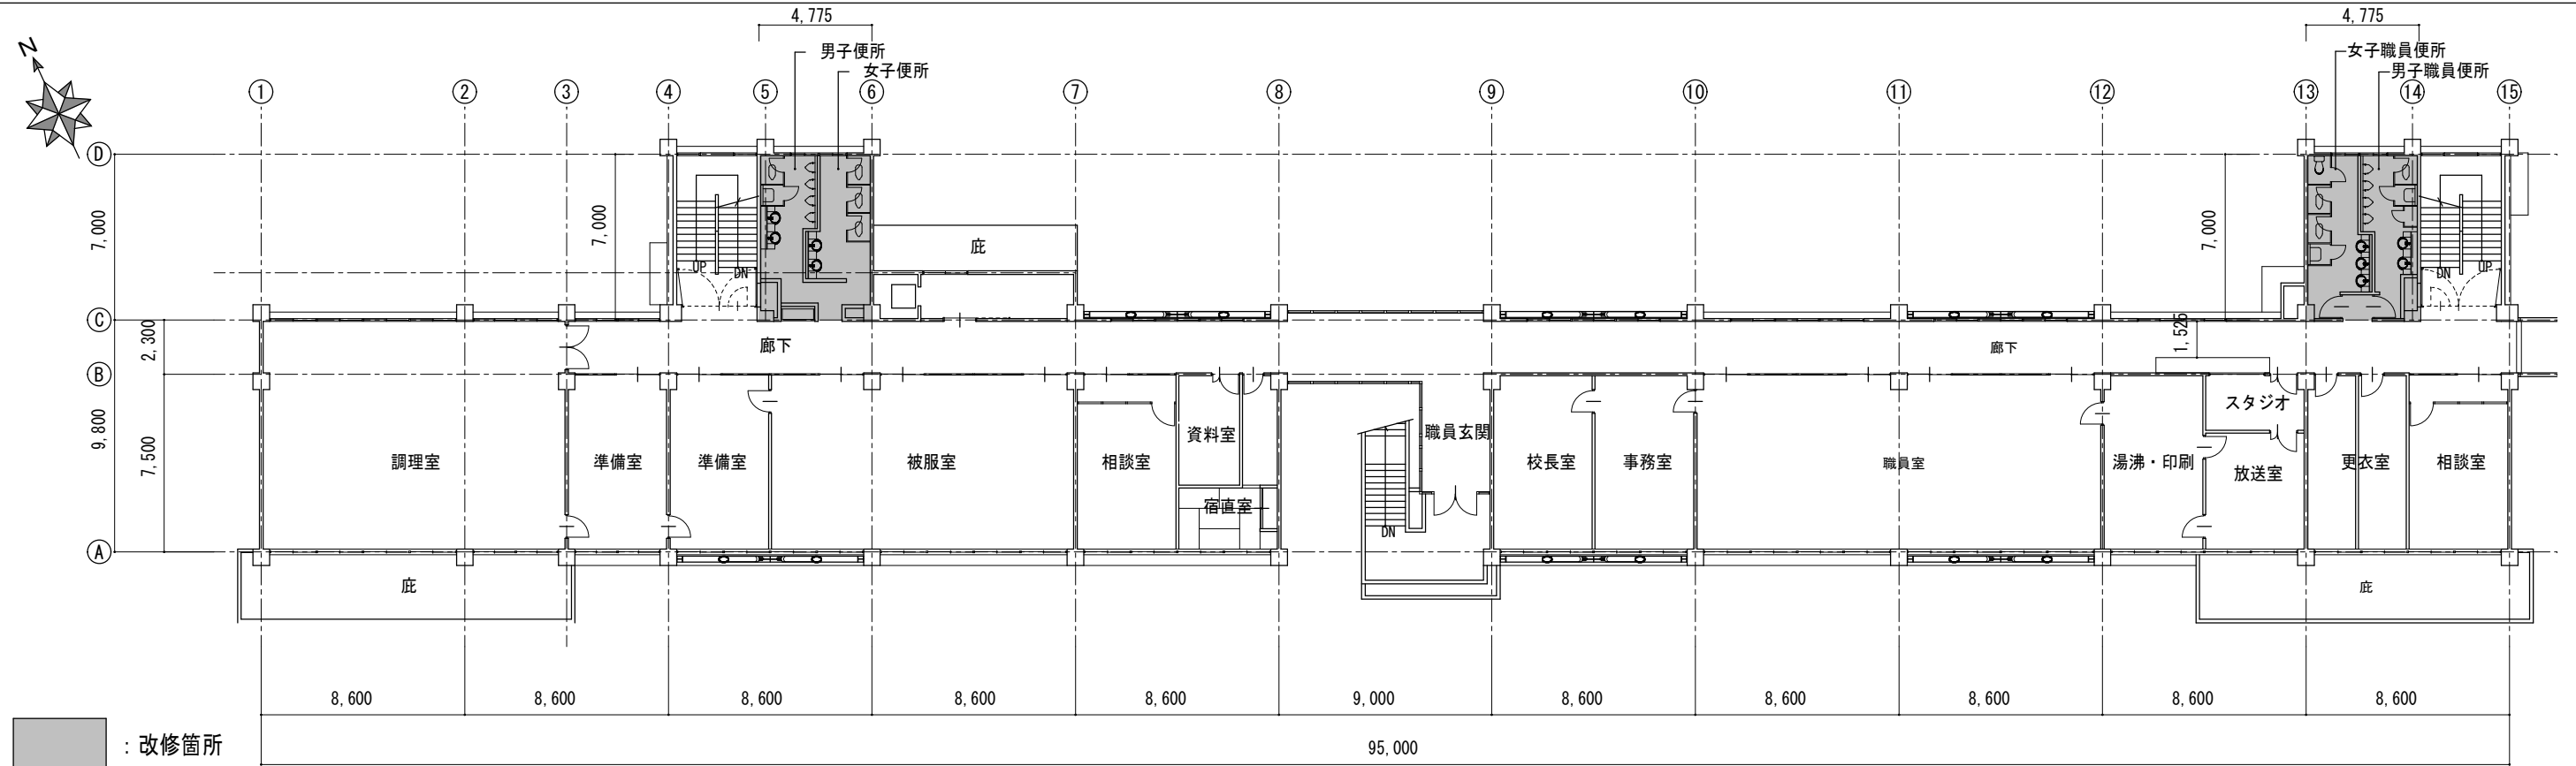 4,775
4,775
男子便所
女子便所
女子職員便所
男子職員便所
N
1 2 3 4 5 6 7 8 9 10 11 12 13 14 15
D
7,000
7,000
7,000
庇
UP
DN
DN
UP
C
2,300
廊下
廊下
1,525
B
9,800
7,500
調理室
準備室
準備室
被服室
相談室
資料室
宿直室
職員玄関
DN
校長室
事務室
職員室
湯沸・印刷
スタジオ
放送室
更衣室
相談室
A
庇
庇
8,600 8,600 8,600 8,600 8,600 9,000 8,600 8,600 8,600 8,600 8,600
95,000
：改修箇所